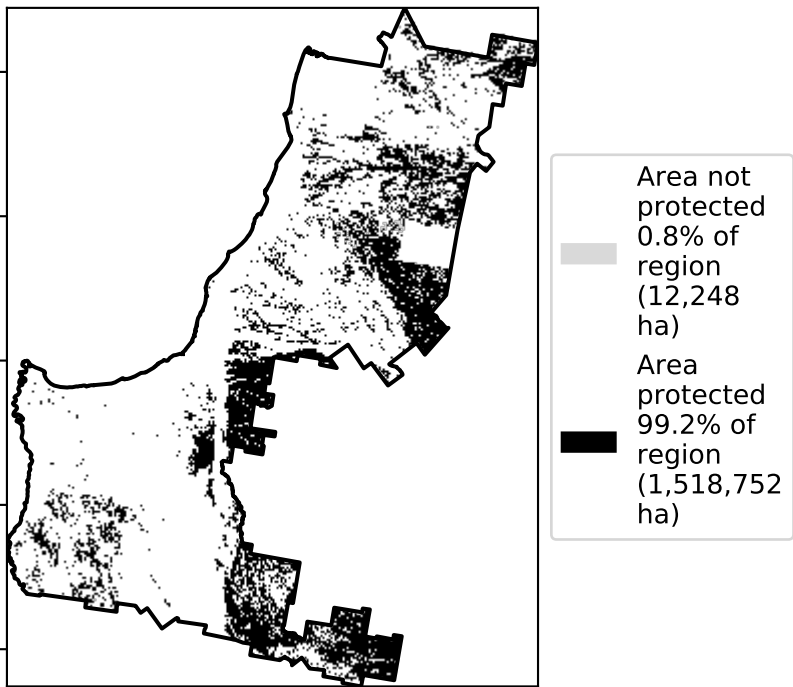 Area not
protected
0.8% of
region
(12,248
ha)
Area
protected
99.2% of
region
(1,518,752
ha)